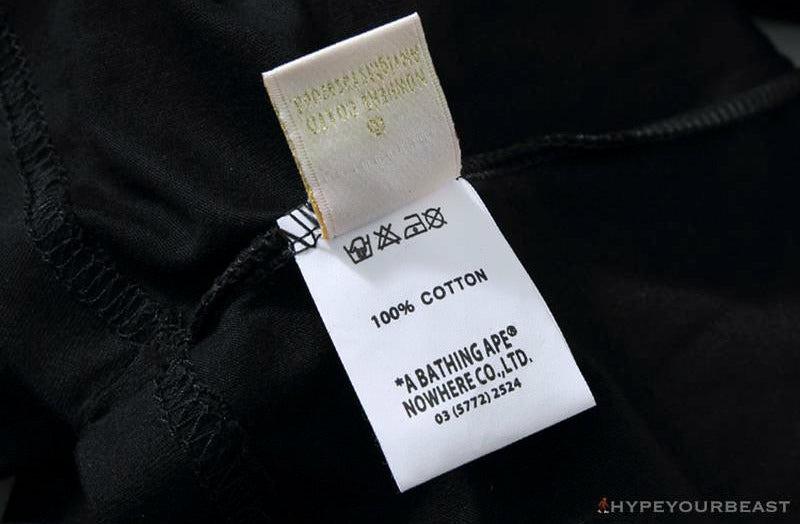 100% COTTON
*A BATHING APE®
NOWHERE CO.,LTD.
03 (5772) 2524
HYPEYOURBEAST